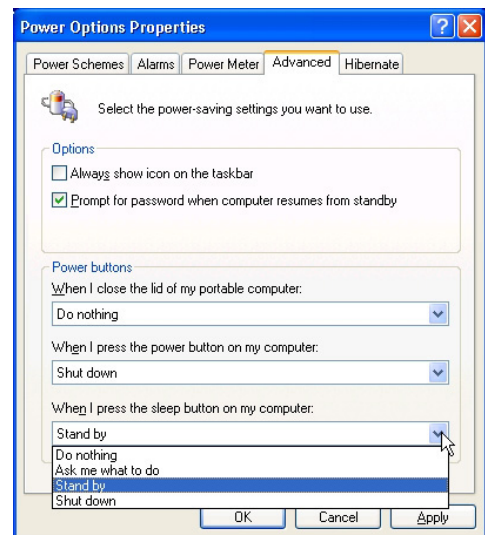 Power Options Properties
?
X
Power Schemes Alarms Power Meter Advanced Hibernate
Select the power-saving settings you want to use.
Options
Always show icon on the taskbar
Prompt for password when computer resumes from standby
Power buttons
When I close the lid of my portable computer:
Do nothing
When I press the power button on my computer:
Shut down
When I press the sleep button on my computer:
Stand by
Do nothing
Ask me what to do
Stand by
Shut down
OK Cancel Apply